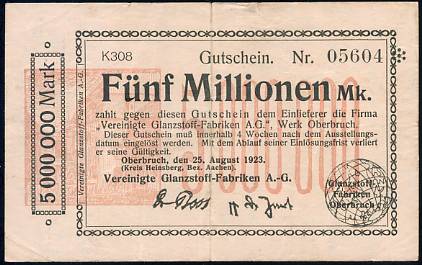 K308 Gutschein. Nr. 05604
Fünf Millionen Mk.
zahlt gegen diesen Gutschein dem Einlieferer die Firma
„Vereinigte Glanzstoff-Fabriken A.G.", Werk Oberbruch.
Dieser Gutschein muß innerhalb 4 Wochen nach dem Ausstellungs-
datum eingelöst werden. Mit dem Ablauf seiner Einlösungsfrist verliert
er seine Gültigkeit.
Oberbruch, den 25. August 1923.
(Kreis Heinsberg, Bez. Aachen).
Vereinigte Glanzstoff-Fabriken A.-G.
Glanzstoff-
Fabriken
Oberbruch
5 000 000 Mark
Vereinigte Glanzstoff-Fabriken A.-G.